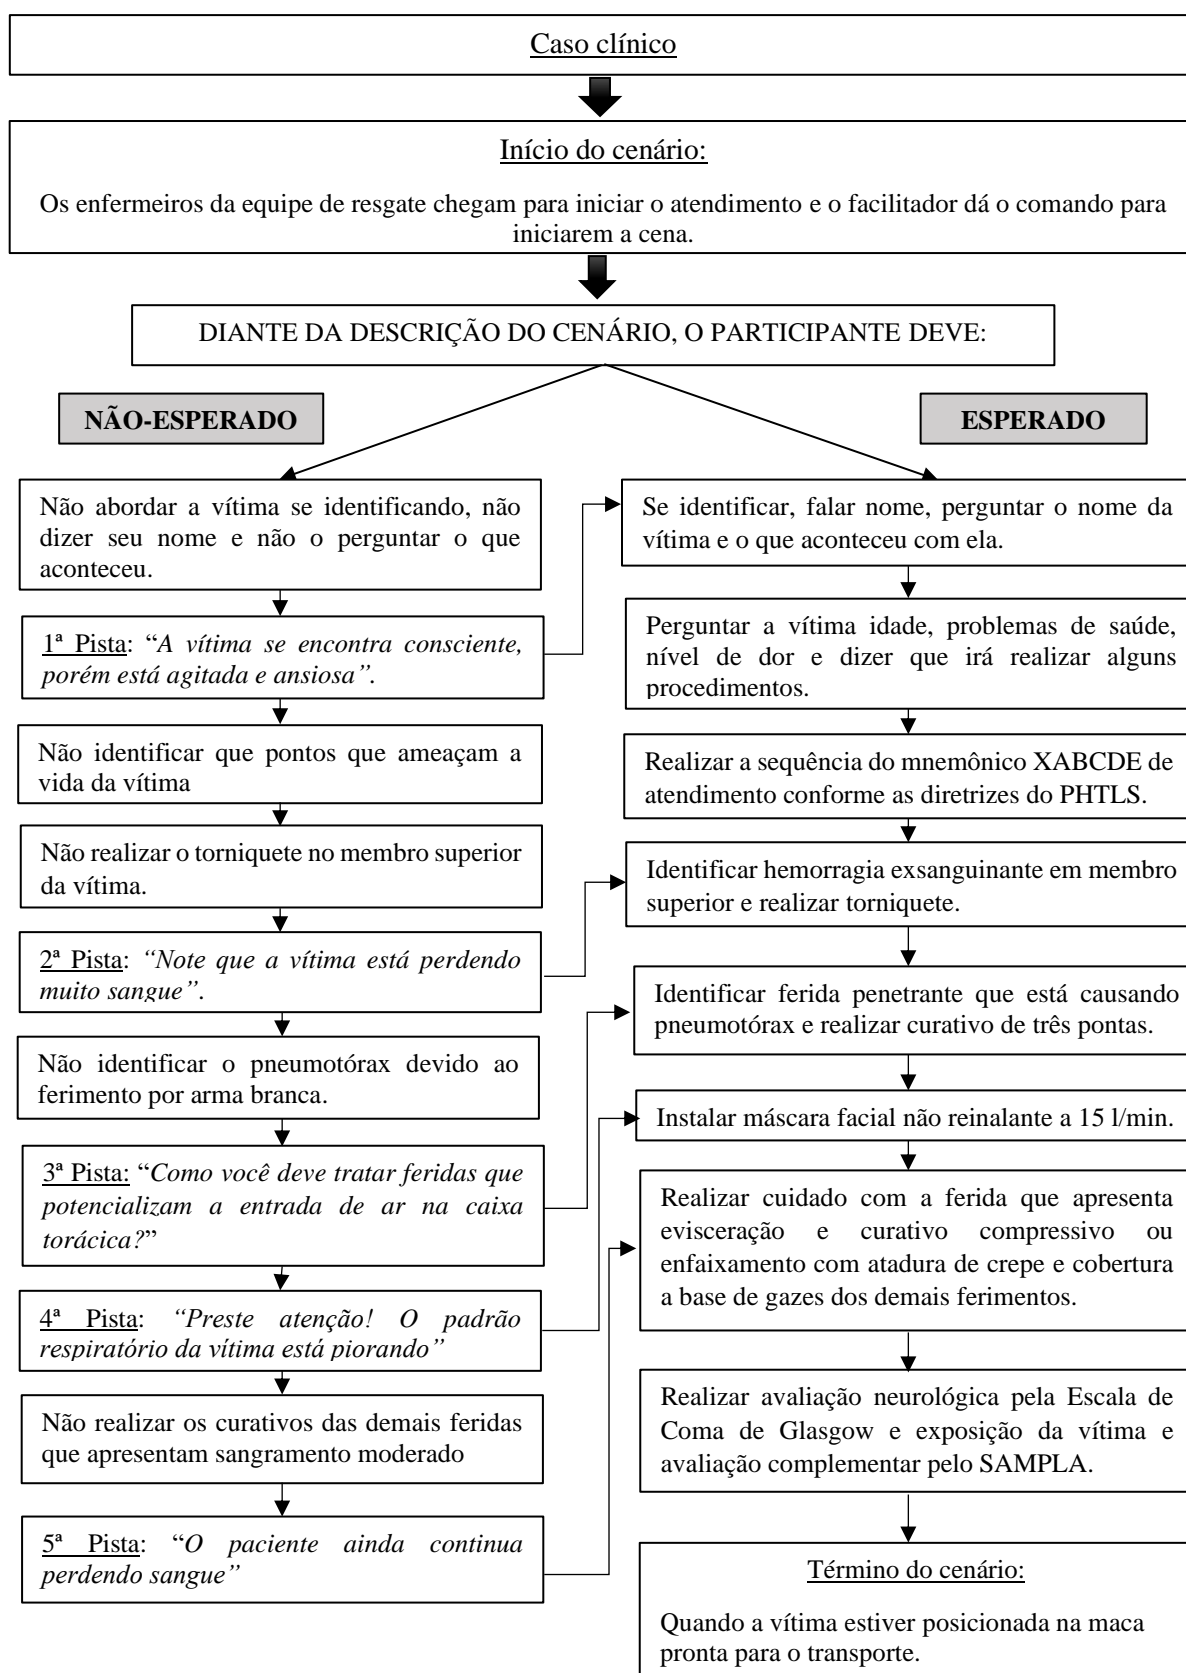 Caso clínico
Início do cenário:
Os enfermeiros da equipe de resgate chegam para iniciar o atendimento e o facilitador dá o comando para
iniciarem a cena.
DIANTE DA DESCRIÇÃO DO CENÁRIO, O PARTICIPANTE DEVE:
NÃO-ESPERADO
Não abordar a vítima se identificando, não
dizer seu nome e não o perguntar o que
aconteceu.
1ª Pista: “A vítima se encontra consciente,
porém está agitada e ansiosa”.
Não identificar que pontos que ameaçam a
vida da vítima
Não realizar o torniquete no membro superior
da vítima.
2ª Pista: “Note que a vítima está perdendo
muito sangue”.
Não identificar o pneumotórax devido ao
ferimento por arma branca.
3ª Pista: “Como você deve tratar feridas que
potencializam a entrada de ar na caixa
torácica?”
4ª Pista: “Preste atenção! O padrão
respiratório da vítima está piorando”
Não realizar os curativos das demais feridas
que apresentam sangramento moderado
5ª Pista: “O paciente ainda continua
perdendo sangue”
ESPERADO
Se identificar, falar nome, perguntar o nome da
vítima e o que aconteceu com ela.
Perguntar a vítima idade, problemas de saúde,
nível de dor e dizer que irá realizar alguns
procedimentos.
Realizar a sequência do mnemônico XABCDE de
atendimento conforme as diretrizes do PHTLS.
Identificar hemorragia exsanguinante em membro
superior e realizar torniquete.
Identificar ferida penetrante que está causando
pneumotórax e realizar curativo de três pontas.
Instalar máscara facial não reinalante a 15 l/min.
Realizar cuidado com a ferida que apresenta
evisceração e curativo compressivo ou
enfaixamento com atadura de crepe e cobertura
a base de gazes dos demais ferimentos.
Realizar avaliação neurológica pela Escala de
Coma de Glasgow e exposição da vítima e
avaliação complementar pelo SAMPLA.
Término do cenário:
Quando a vítima estiver posicionada na maca
pronta para o transporte.